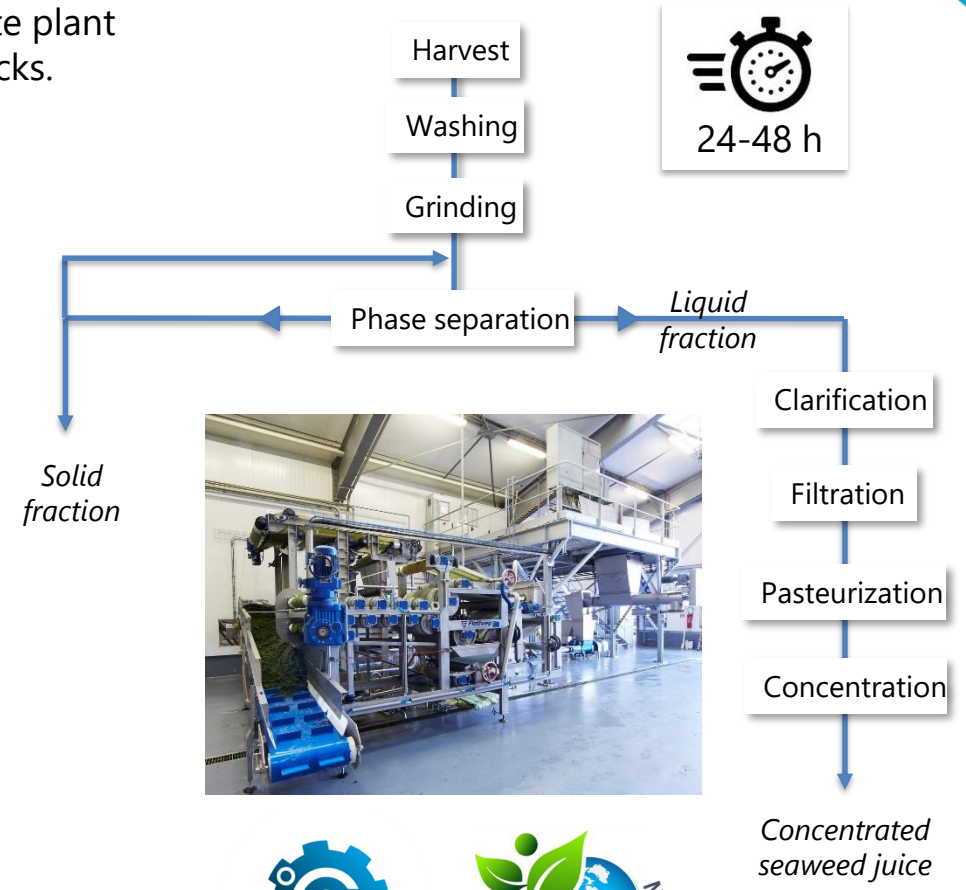 te plant
cks.
Harvest
24-48 h
Washing
Grinding
Phase separation
Liquid
fraction
Clarification
Solid
fraction
Filtration
Pasteurization
Concentration
Concentrated
seaweed juice